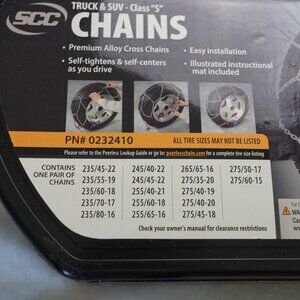 SCC
TRUCK & SUV - Class "S"
CHAINS
• Premium Alloy Cross Chains
• Self-tightens & self-centers
as you drive
• Easy installation
• Illustrated instructional
mat included
PN# 0232410
ALL TIRE SIZES MAY NOT BE LISTED
Please refer to the Peerless Lookup Guide or go to: peerlesschain.com for a complete tire size listing
CONTAINS
ONE PAIR OF
CHAINS
235/45-22 245/40-22 265/65-16 275/50-17
235/55-19 245/45-22 275/35-20 275/60-15
235/60-18 255/40-19 275/40-19
235/70-17 255/60-18 275/40-20
235/80-16 255/65-16 275/45-18
Check your owner's manual for clearance restrictions